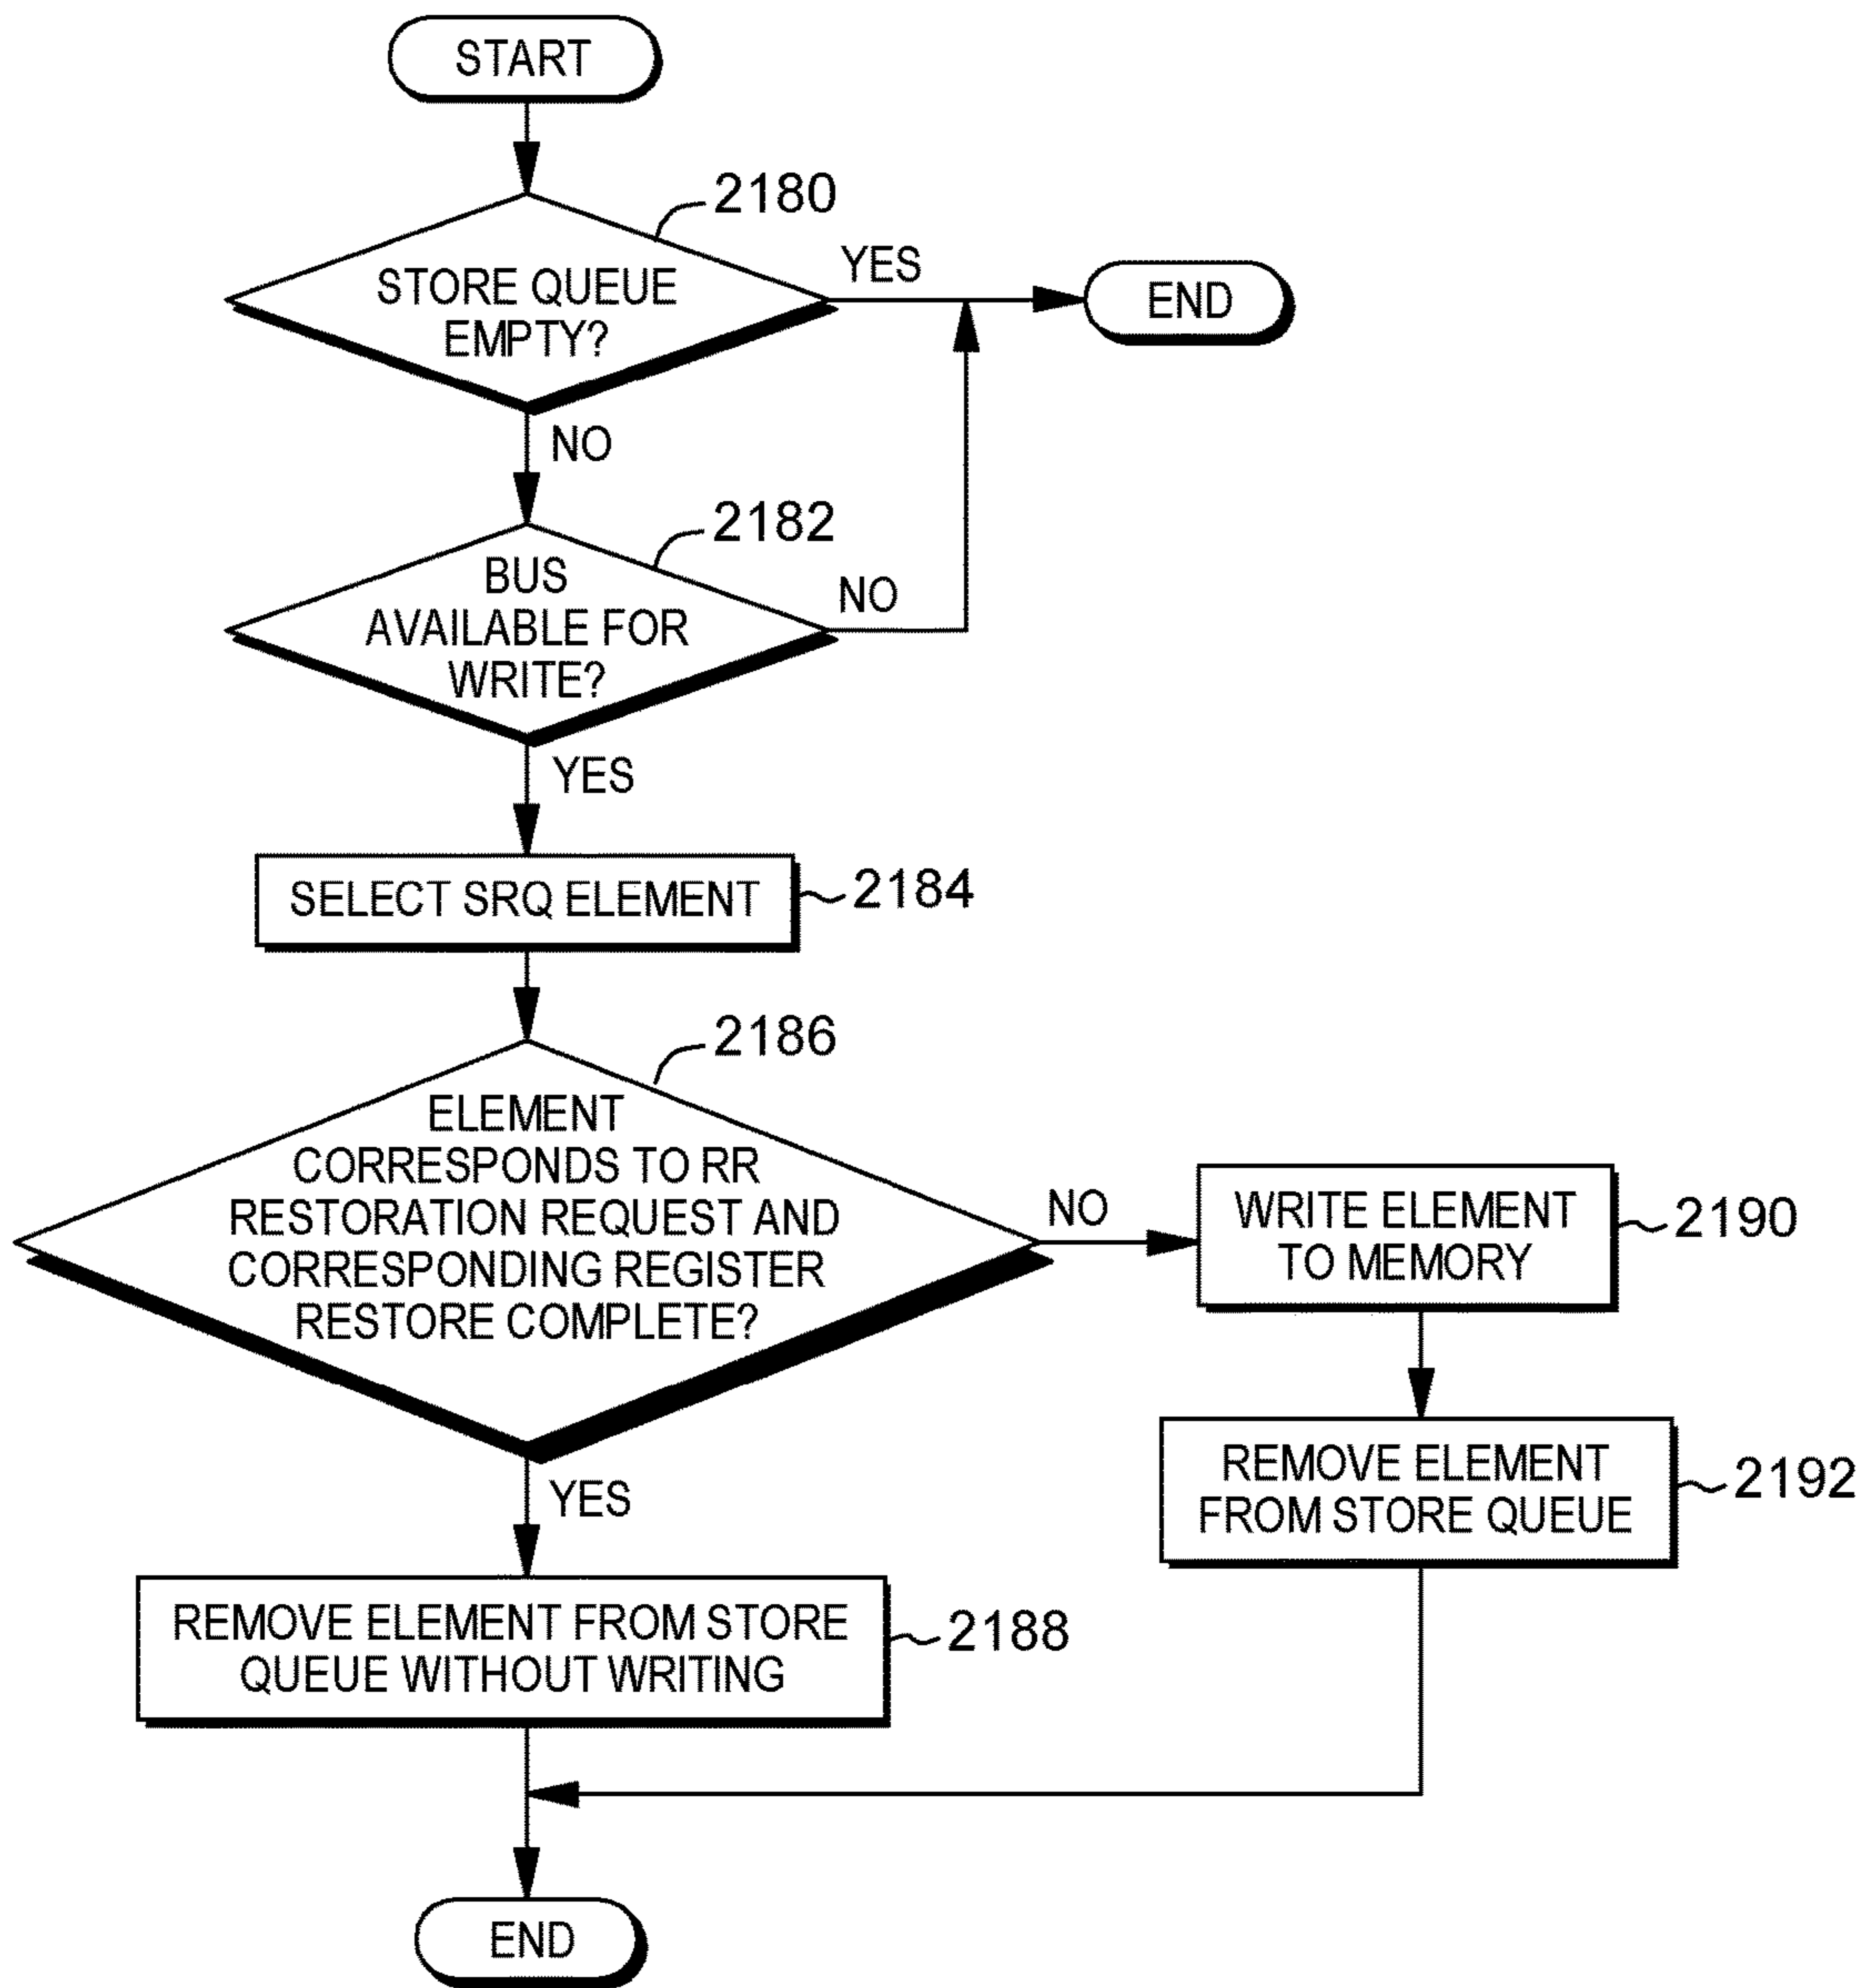 START
2180
STORE QUEUE
EMPTY?
YES
END
NO
2182
BUS
AVAILABLE FOR
WRITE?
NO
YES
SELECT SRQ ELEMENT
2184
2186
ELEMENT
CORRESPONDS TO RR
RESTORATION REQUEST AND
CORRESPONDING REGISTER
RESTORE COMPLETE?
NO
WRITE ELEMENT
TO MEMORY
2190
REMOVE ELEMENT
FROM STORE QUEUE
2192
YES
REMOVE ELEMENT FROM STORE
QUEUE WITHOUT WRITING
2188
END